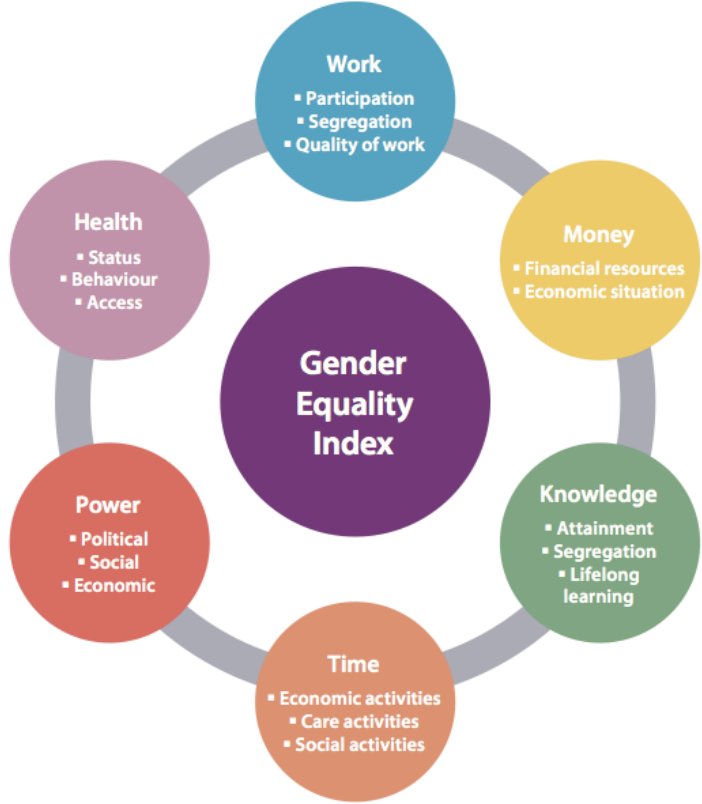 Work
▪ Participation
▪ Segregation
▪ Quality of work
Money
▪ Financial resources
▪ Economic situation
Knowledge
▪ Attainment
▪ Segregation
▪ Lifelong
learning
Time
▪ Economic activities
▪ Care activities
▪ Social activities
Power
▪ Political
▪ Social
▪ Economic
Health
▪ Status
▪ Behaviour
▪ Access
Gender
Equality
Index